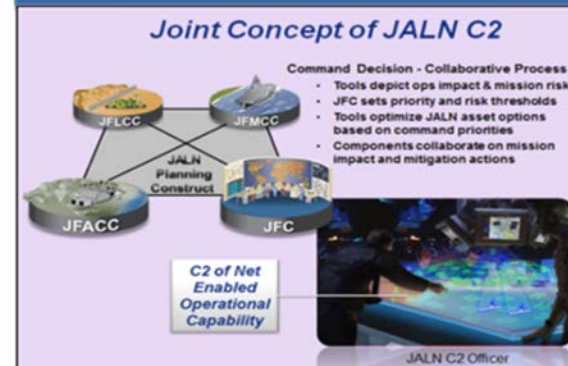 Joint Concept of JALN C2
Command Decision - Collaborative Process
• Tools depict ops impact & mission risk
• JFC sets priority and risk thresholds
• Tools optimize JALN asset options
based on command priorities
• Components collaborate on mission
impact and mitigation actions
JFLCC
JFMCC
JALN
Planning
Construct
JFACC
JFC
C2 of Net
Enabled
Operational
Capability
JALN C2 Officer